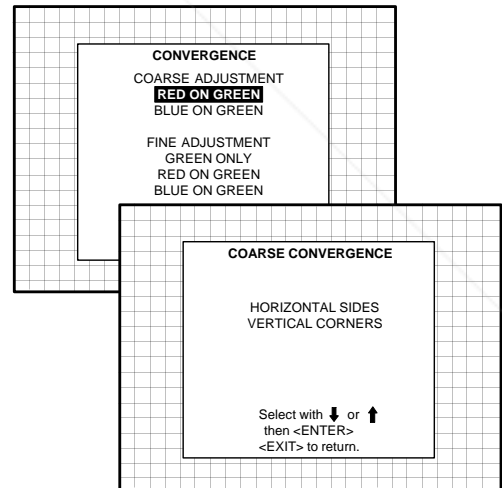 CONVERGENCE
COARSE ADJUSTMENT
RED ON GREEN
BLUE ON GREEN
FINE ADJUSTMENT
GREEN ONLY
RED ON GREEN
BLUE ON GREEN
COARSE CONVERGENCE
HORIZONTAL SIDES
VERTICAL CORNERS
Select with ⬇ or ⬆
then <ENTER>
<EXIT> to return.